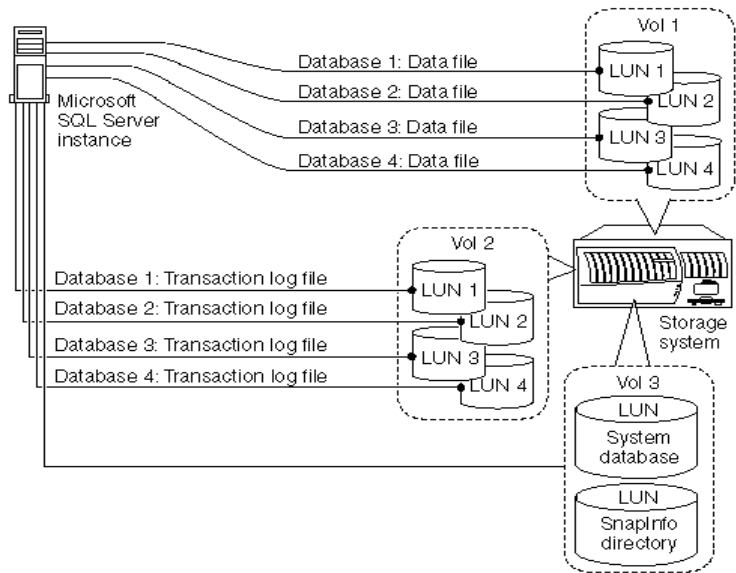 Vol 1
Database 1: Data file
LUN 1
Database 2: Data file
LUN 2
Microsoft
SQL Server
instance
Database 3: Data file
LUN 3
Database 4: Data file
LUN 4
Vol 2
Database 1: Transaction log file
LUN 1
Database 2: Transaction log file
LUN 2
Database 3: Transaction log file
LUN 3
Database 4: Transaction log file
LUN 4
Storage
system
Vol 3
LUN
System
database
LUN
SnapInfo
directory